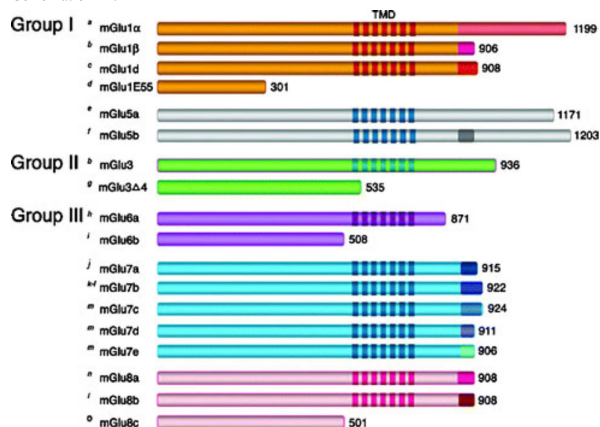 TMD
Group I
a mGlu1α 1199
b mGlu1β 906
c mGlu1d 908
d mGlu1E55 301
e mGlu5a 1171
f mGlu5b 1203
Group II
b mGlu3 936
g mGlu3Δ4 535
Group III
h mGlu6a 871
i mGlu6b 508
j mGlu7a 915
k-l mGlu7b 922
m mGlu7c 924
m mGlu7d 911
m mGlu7e 906
n mGlu8a 908
l mGlu8b 908
o mGlu8c 501